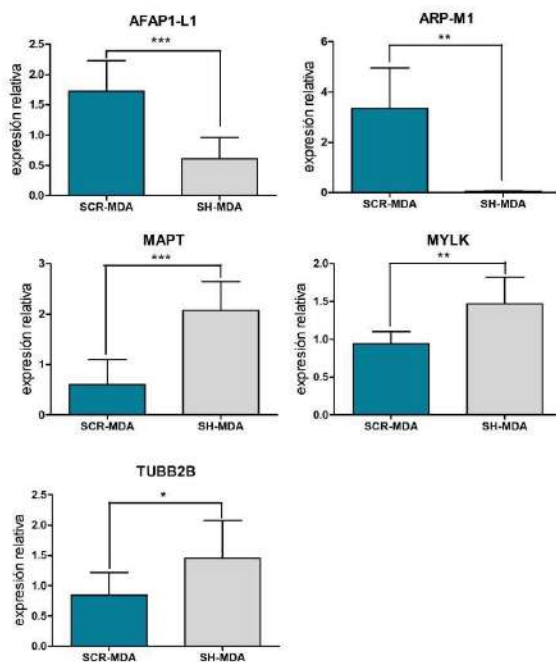 AFAP1-L1
***
expresión relativa
2.5
2.0
1.5
1.0
0.5
0.0
SCR-MDA SH-MDA
ARP-M1
**
expresión relativa
6
4
2
0
SCR-MDA SH-MDA
MAPT
***
expresión relativa
3
2
1
0
SCR-MDA SH-MDA
MYLK
**
expresión relativa
2.0
1.5
1.0
0.5
0.0
SCR-MDA SH-MDA
TUBB2B
*
expresión relativa
2.5
2.0
1.5
1.0
0.5
0.0
SCR-MDA SH-MDA